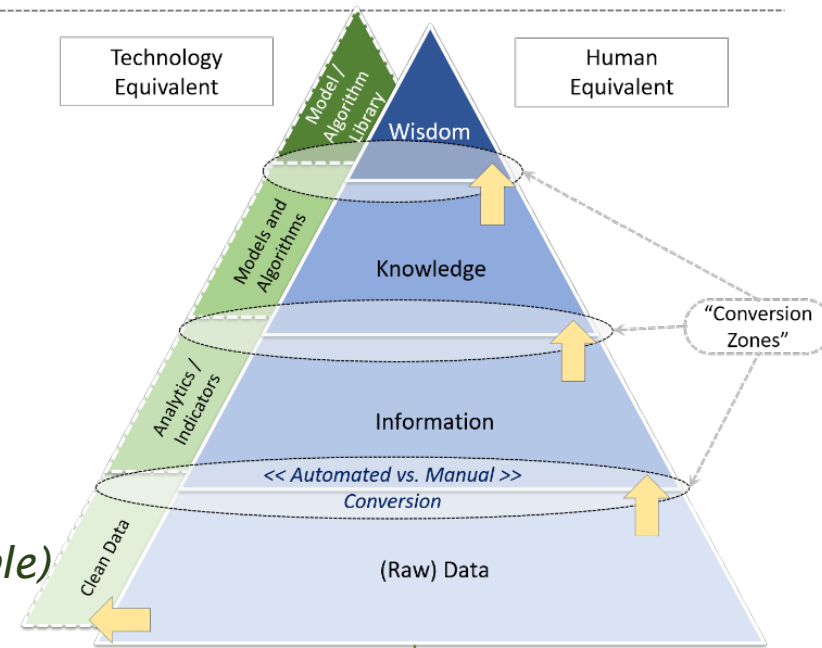 Technology
Equivalent
Human
Equivalent
Model /
Algorithm
Library
Wisdom
Models and
Algorithms
Knowledge
"Conversion
Zones"
Analytics /
Indicators
Information
<< Automated vs. Manual >>
Conversion
Clean Data
(Raw) Data
le)